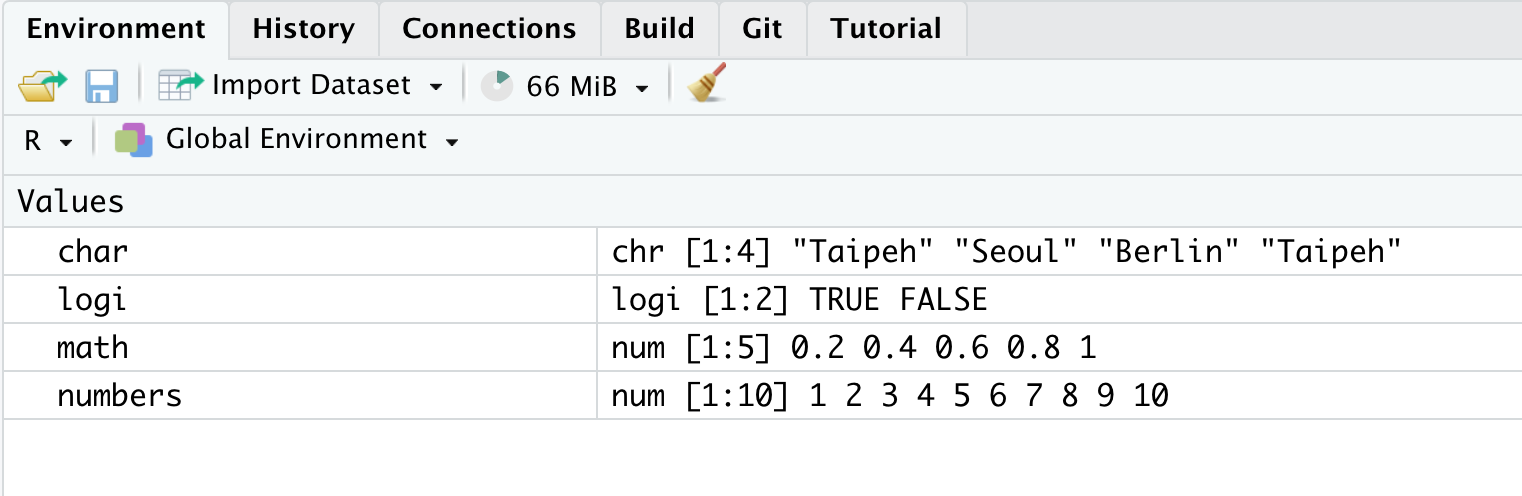 Environment History Connections Build Git Tutorial
Import Dataset 66 MiB
R Global Environment
Values
char chr [1:4] "Taipeh" "Seoul" "Berlin" "Taipeh"
logi logi [1:2] TRUE FALSE
math num [1:5] 0.2 0.4 0.6 0.8 1
numbers num [1:10] 1 2 3 4 5 6 7 8 9 10